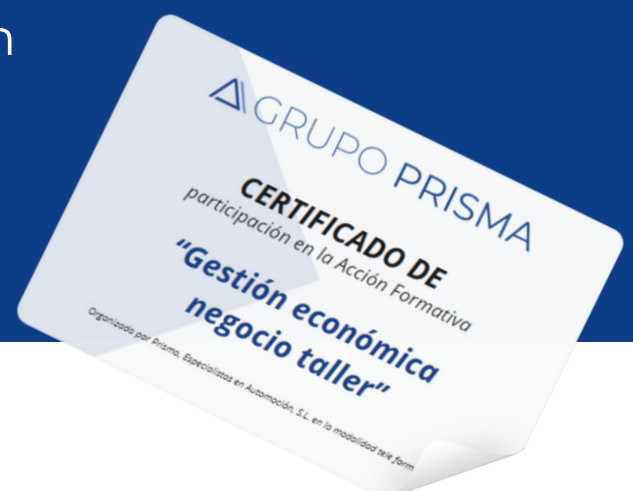 n
GRUPO PRISMA
CERTIFICADO DE
participación en la Acción Formativa
“Gestión económica
negocio taller”
Organizada por Prisma, Especialistas en Automoción, S.L. en la modalidad tele form